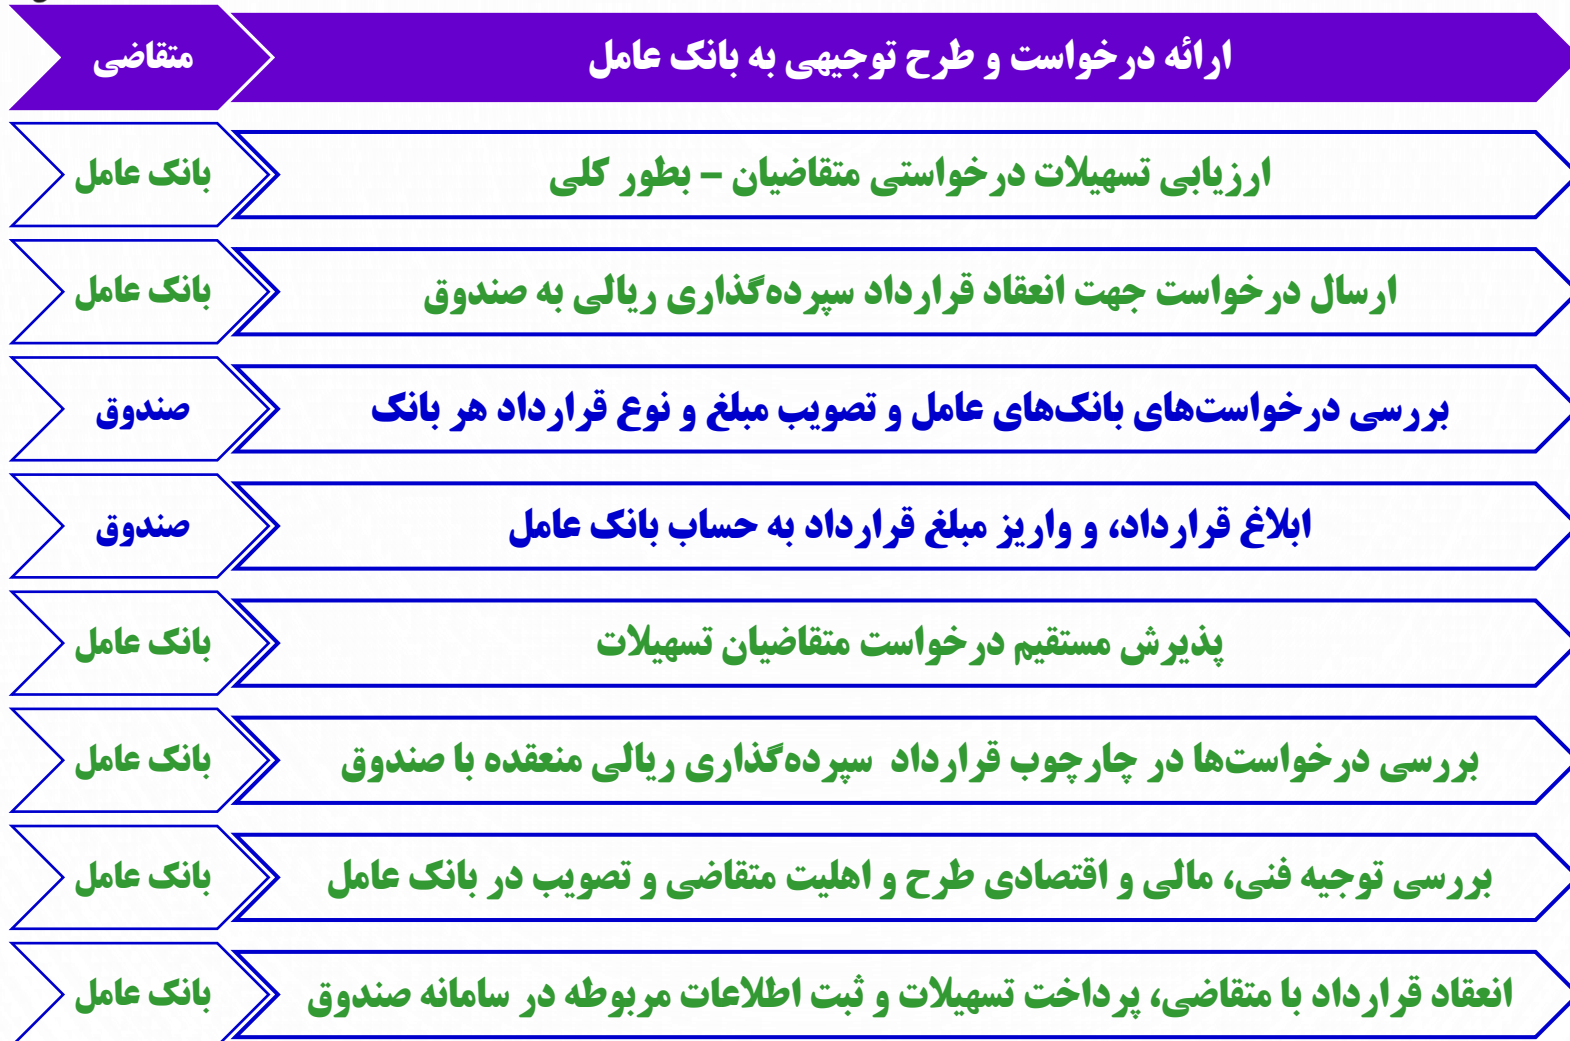 متقاضی
ارائه درخواست و طرح توجیهی به بانک عامل
بانک عامل
ارزیابی تسهیلات درخواستی متقاضیان – بطور کلی
بانک عامل
ارسال درخواست جهت انعقاد قرارداد سپرده‌گذاری ریالی به صندوق
صندوق
بررسی درخواست‌های بانک‌های عامل و تصویب مبلغ و نوع قرارداد هر بانک
صندوق
ابلاغ قرارداد، و واریز مبلغ قرارداد به حساب بانک عامل
بانک عامل
پذیرش مستقیم درخواست متقاضیان تسهیلات
بانک عامل
بررسی درخواست‌ها در چارچوب قرارداد سپرده‌گذاری ریالی منعقده با صندوق
بانک عامل
بررسی توجیه فنی، مالی و اقتصادی طرح و اهلیت متقاضی و تصویب در بانک عامل
بانک عامل
انعقاد قرارداد با متقاضی، پرداخت تسهیلات و ثبت اطلاعات مربوطه در سامانه صندوق